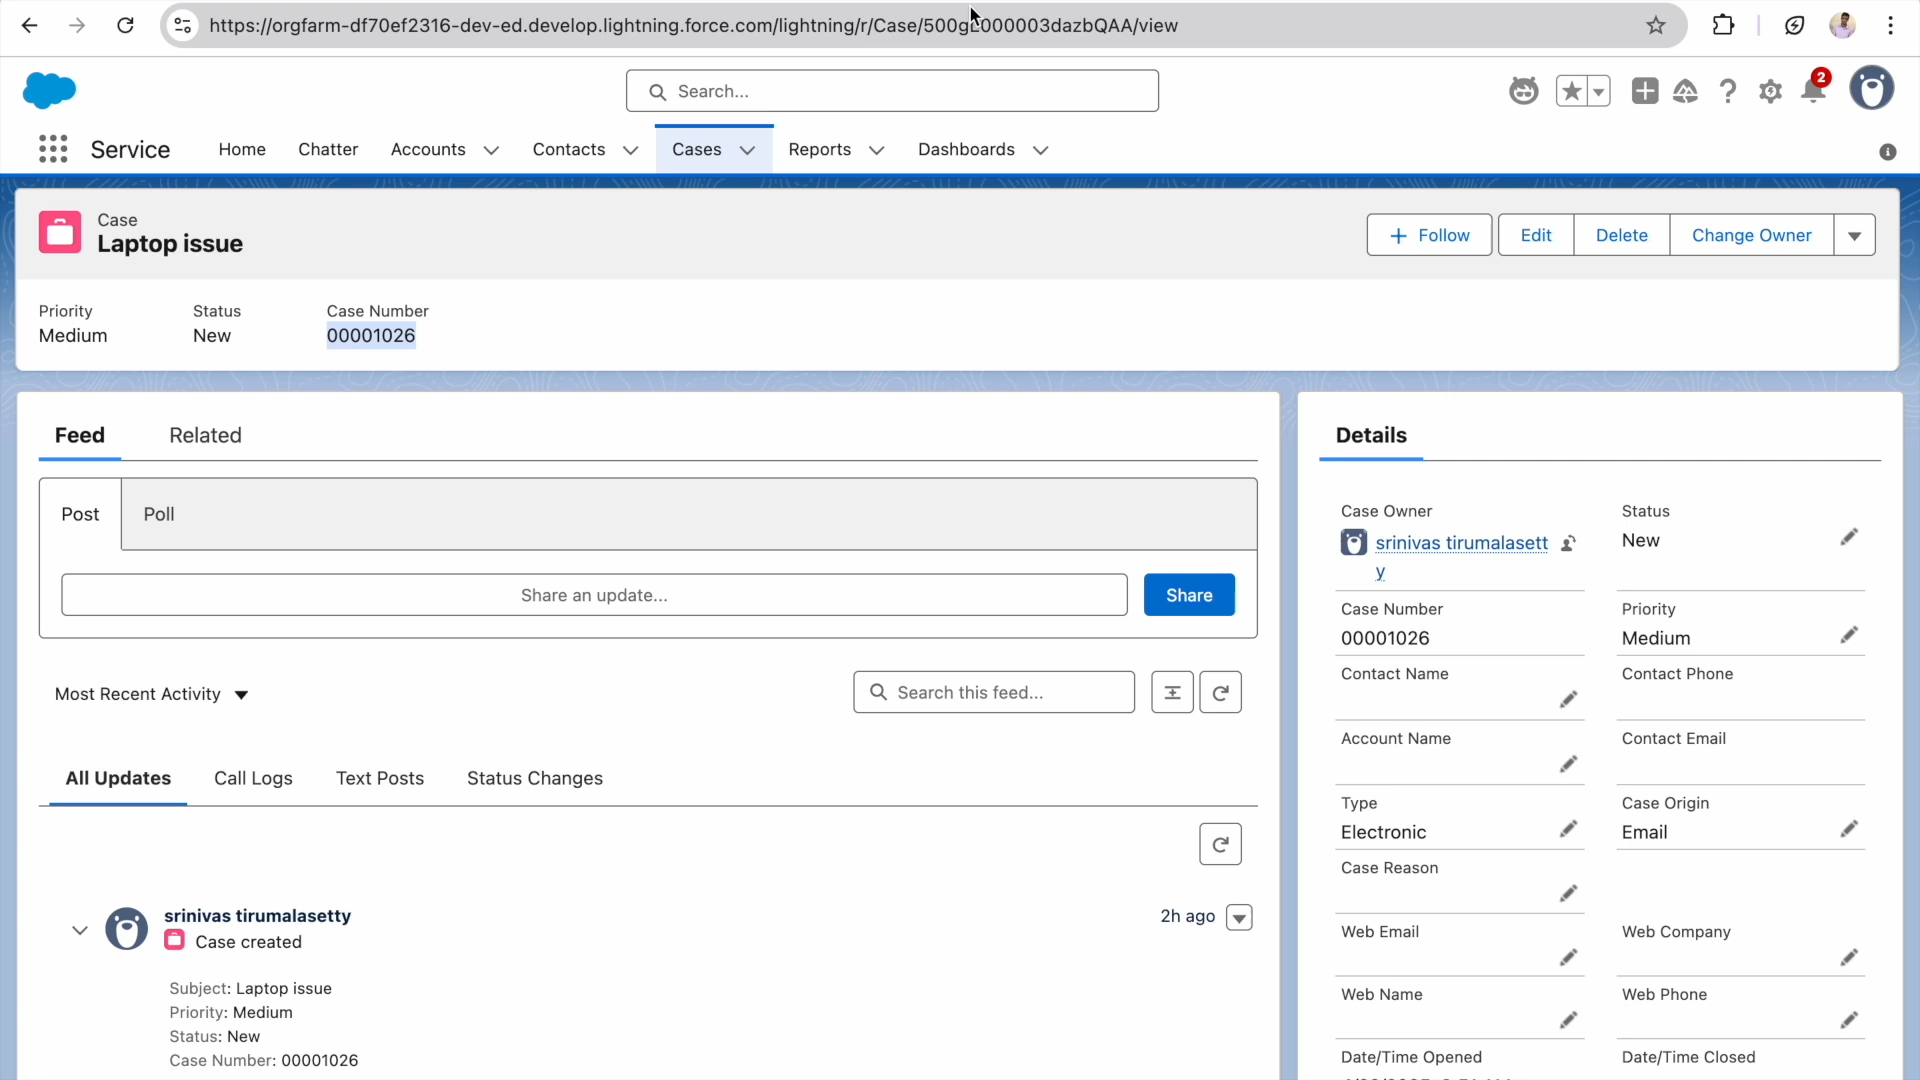 https://orgfarm-df70ef2316-dev-ed.develop.lightning.force.com/lightning/r/Case/500gL000003dazbQAA/view
Search...
2
Service
Home
Chatter
Accounts
Contacts
Cases
Reports
Dashboards
Case
Laptop issue
Follow
Edit
Delete
Change Owner
Priority
Status
Case Number
Medium
New
00001026
Feed
Related
Post
Poll
Share an update...
Share
Most Recent Activity
Search this feed...
All Updates
Call Logs
Text Posts
Status Changes
srinivas tirumalasetty
2h ago
Case created
Subject: Laptop issue
Priority: Medium
Status: New
Case Number: 00001026
Details
Case Owner
srinivas tirumalasett
y
Status
New
Case Number
00001026
Priority
Medium
Contact Name
Contact Phone
Account Name
Contact Email
Type
Electronic
Case Origin
Email
Case Reason
Web Email
Web Company
Web Name
Web Phone
Date/Time Opened
Date/Time Closed